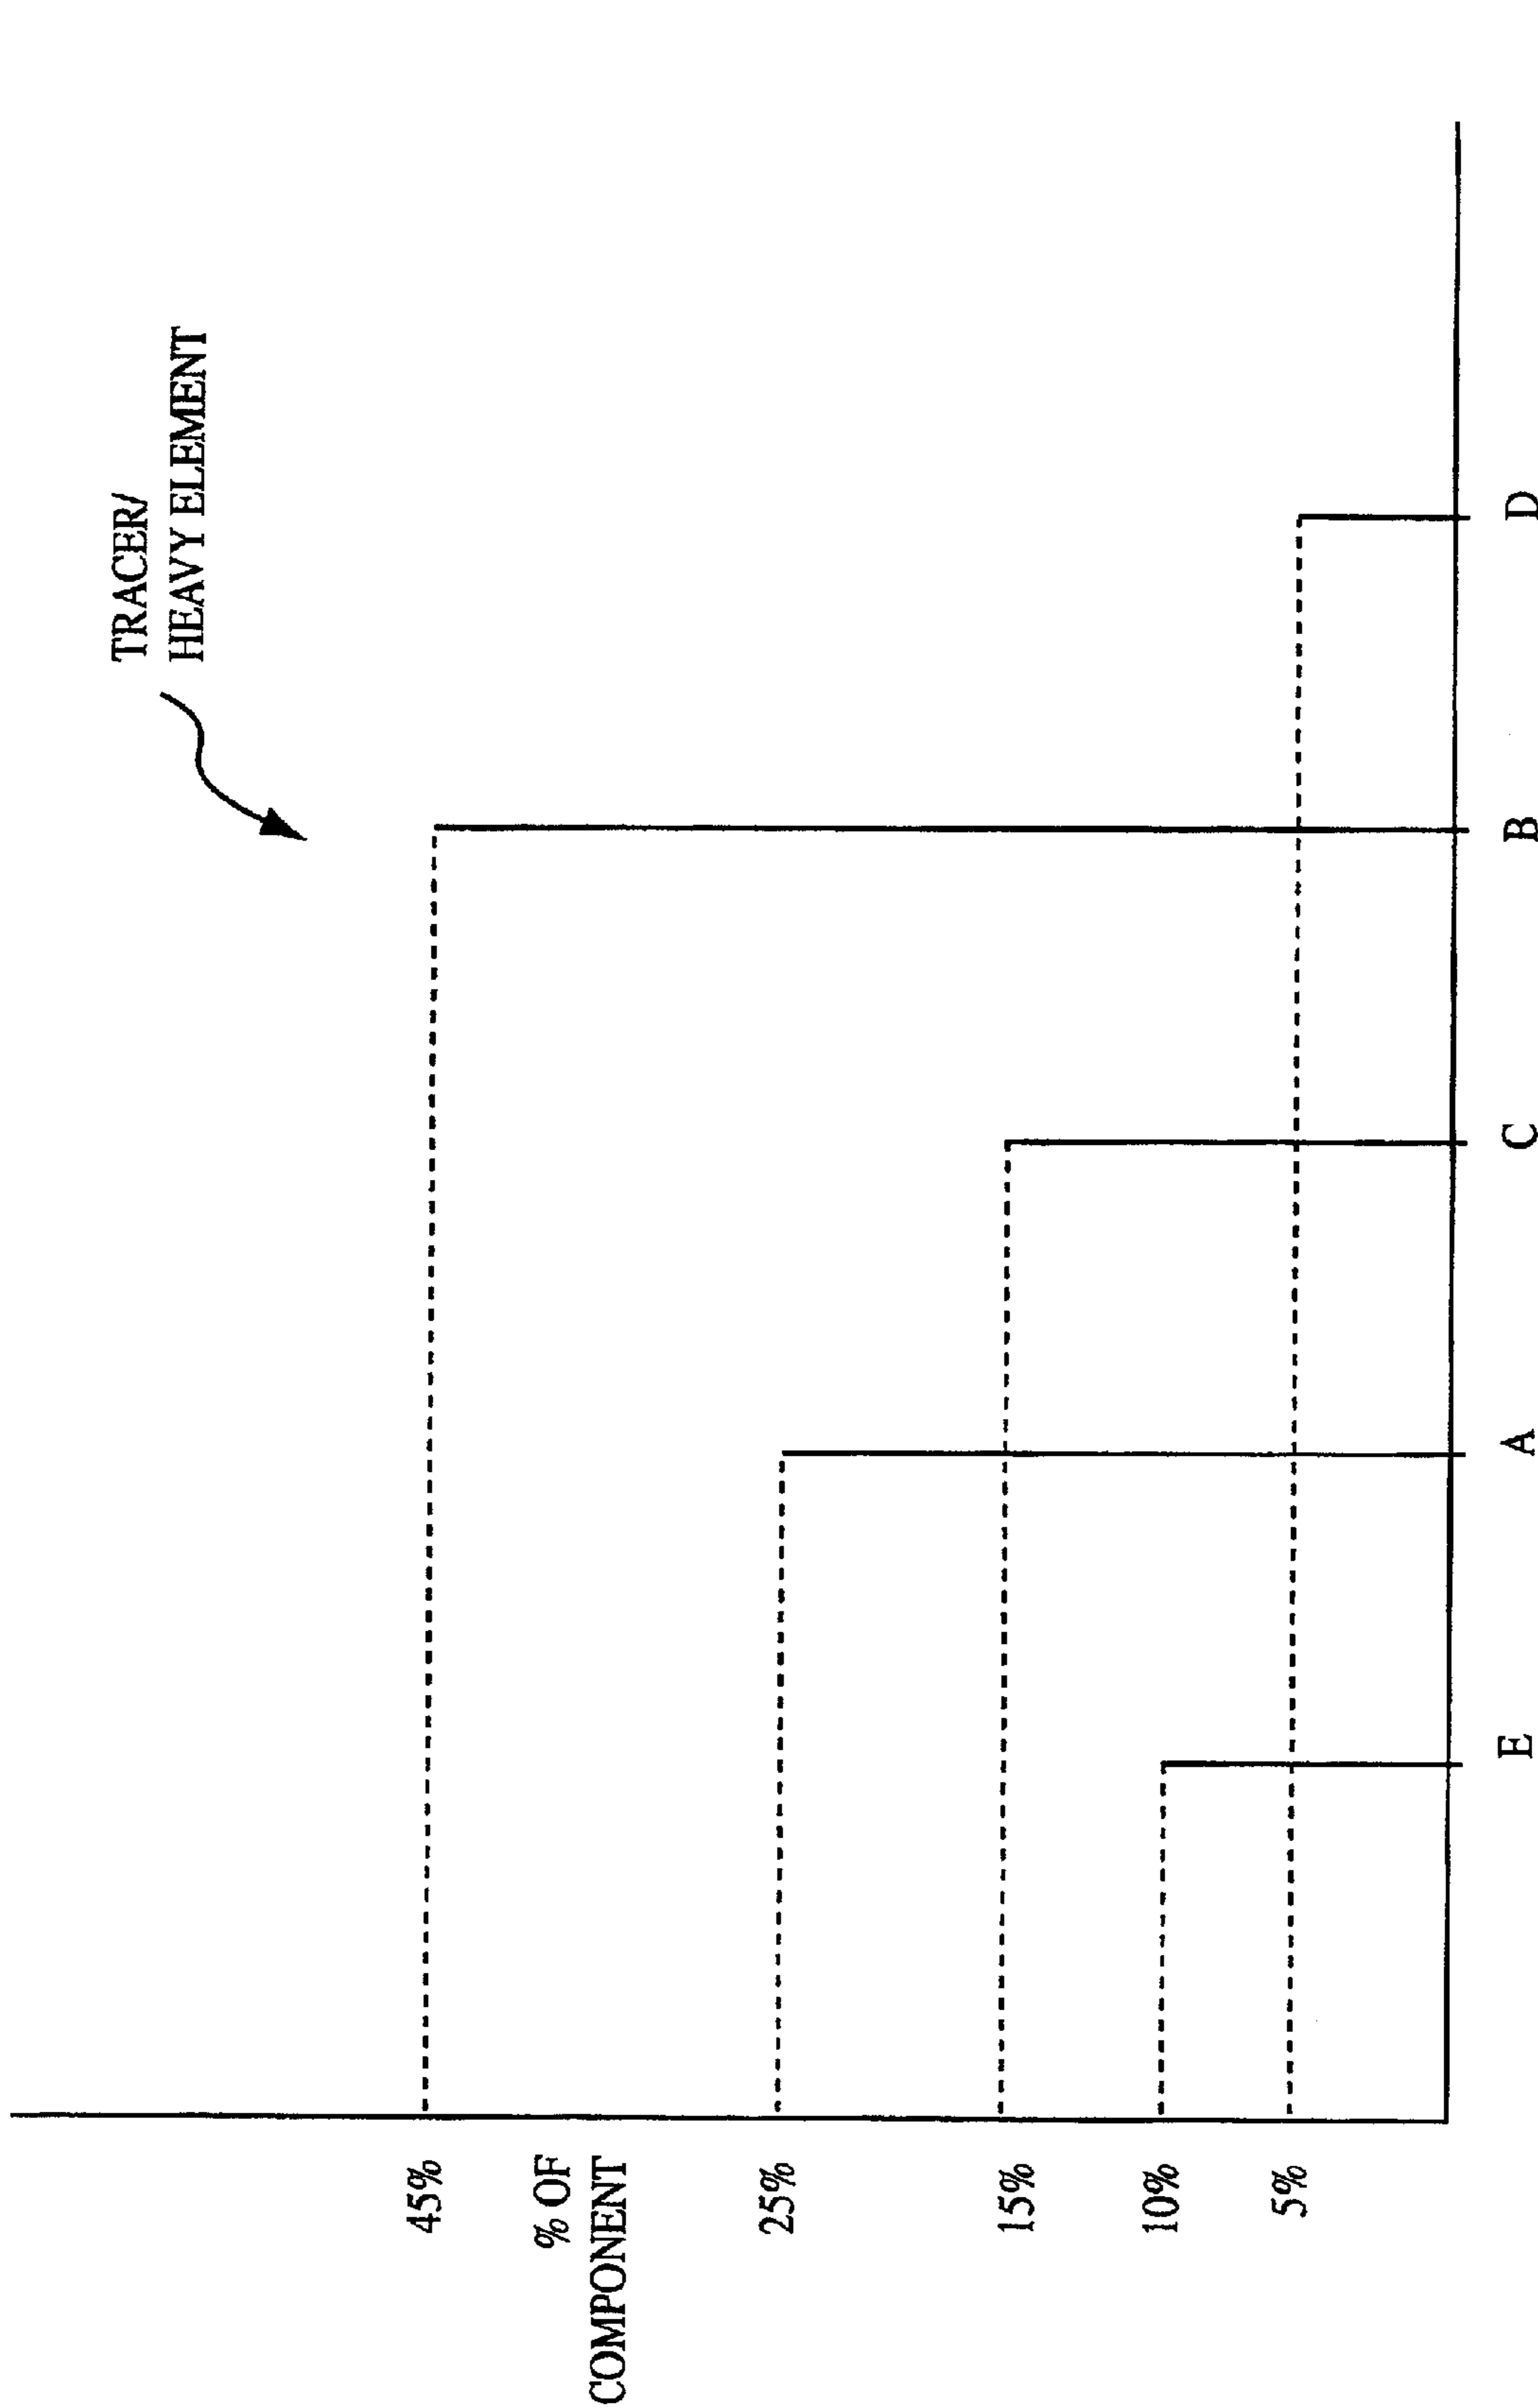 TRACER/
HEAVY ELEMENT
45%
% OF
COMPONENT
25%
15%
10%
5%
E
A
C
B
D